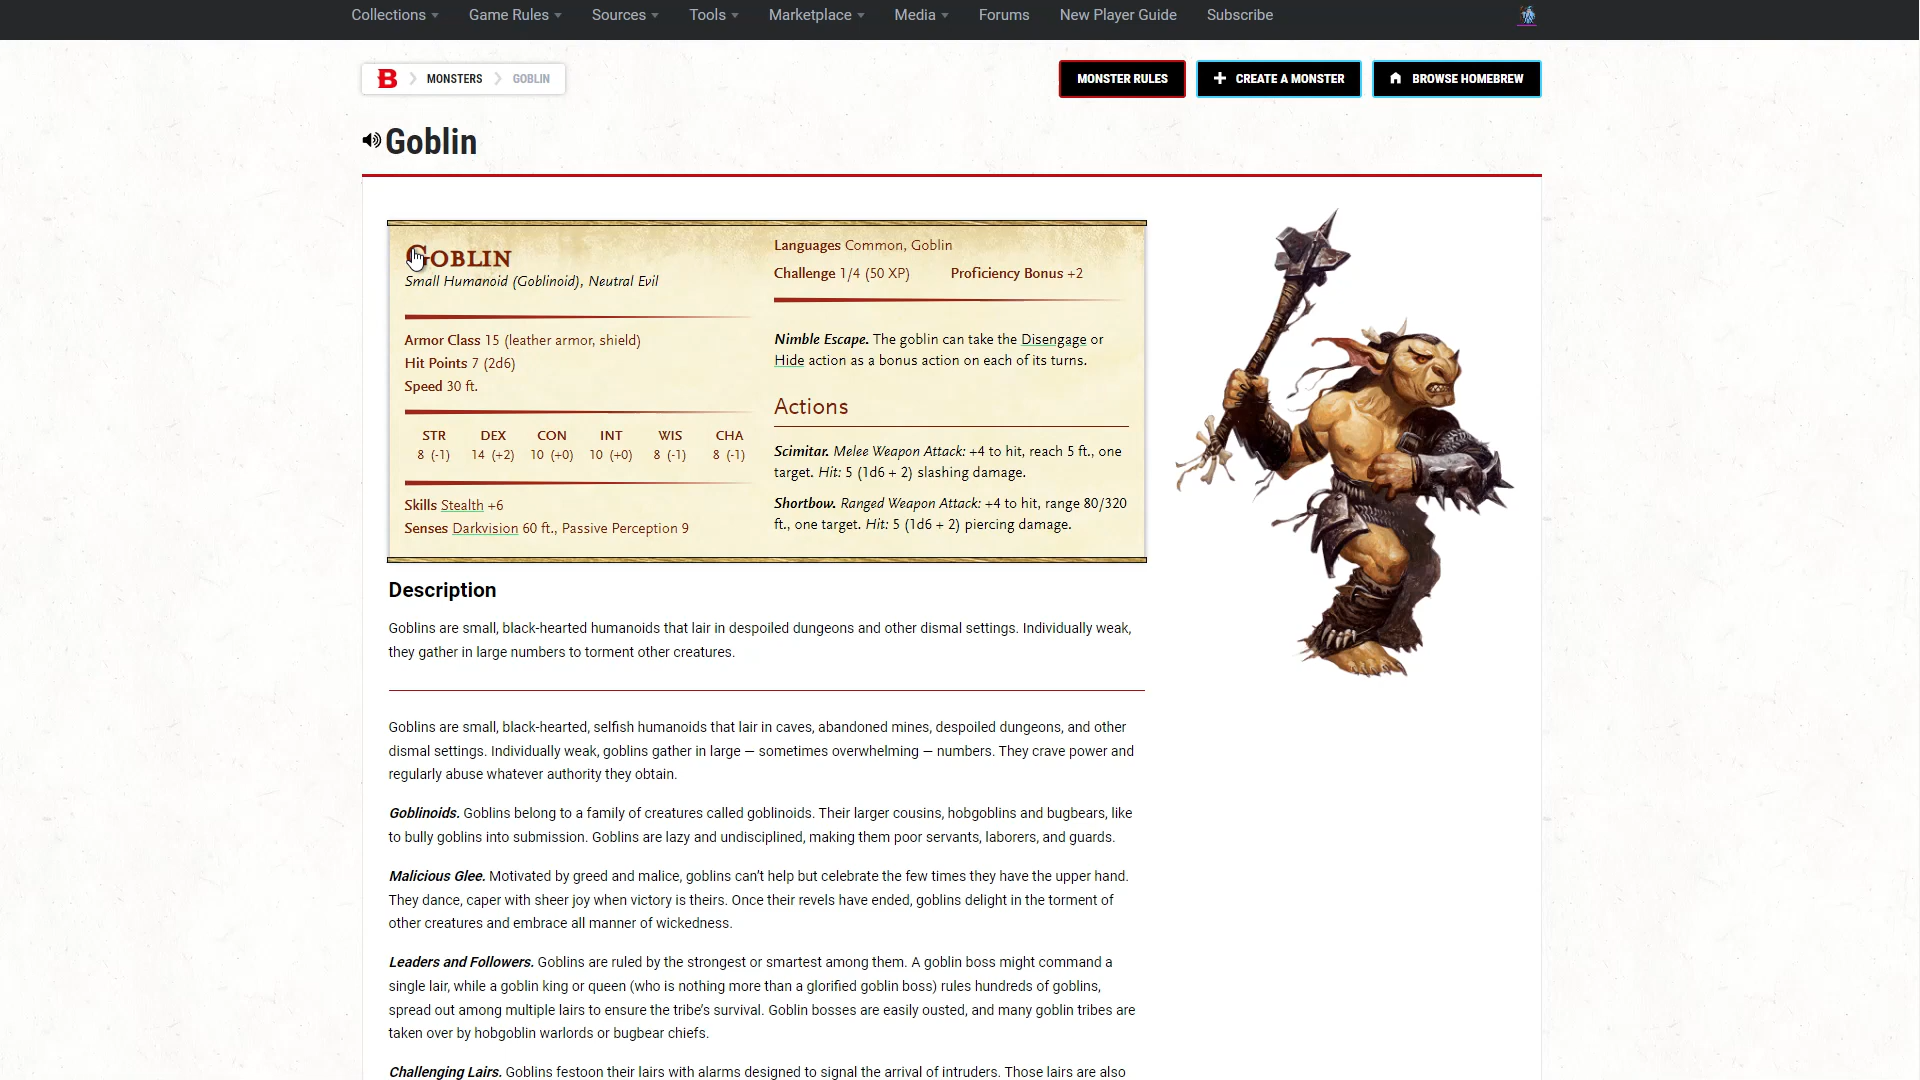 Collections Game Rules Sources Tools Marketplace Media Forums New Player Guide Subscribe
B MONSTERS GOBLIN
MONSTER RULES
CREATE A MONSTER
BROWSE HOMEBREW
Goblin
GOBLIN
Small Humanoid (Goblinoid), Neutral Evil
Armor Class 15 (leather armor, shield)
Hit Points 7 (2d6)
Speed 30 ft.
STR DEX CON INT WIS CHA
8 (-1) 14 (+2) 10 (+0) 10 (+0) 8 (-1) 8 (-1)
Skills Stealth +6
Senses Darkvision 60 ft., Passive Perception 9
Languages Common, Goblin
Challenge 1/4 (50 XP) Proficiency Bonus +2
Nimble Escape. The goblin can take the Disengage or
Hide action as a bonus action on each of its turns.
Actions
Scimitar. Melee Weapon Attack: +4 to hit, reach 5 ft., one
target. Hit: 5 (1d6 + 2) slashing damage.
Shortbow. Ranged Weapon Attack: +4 to hit, range 80/320
ft., one target. Hit: 5 (1d6 + 2) piercing damage.
Description
Goblins are small, black-hearted humanoids that lair in despoiled dungeons and other dismal settings. Individually weak,
they gather in large numbers to torment other creatures.
Goblins are small, black-hearted, selfish humanoids that lair in caves, abandoned mines, despoiled dungeons, and other
dismal settings. Individually weak, goblins gather in large — sometimes overwhelming — numbers. They crave power and
regularly abuse whatever authority they obtain.
Goblinoids. Goblins belong to a family of creatures called goblinoids. Their larger cousins, hobgoblins and bugbears, like
to bully goblins into submission. Goblins are lazy and undisciplined, making them poor servants, laborers, and guards.
Malicious Glee. Motivated by greed and malice, goblins can’t help but celebrate the few times they have the upper hand.
They dance, caper with sheer joy when victory is theirs. Once their revels have ended, goblins delight in the torment of
other creatures and embrace all manner of wickedness.
Leaders and Followers. Goblins are ruled by the strongest or smartest among them. A goblin boss might command a
single lair, while a goblin king or queen (who is nothing more than a glorified goblin boss) rules hundreds of goblins,
spread out among multiple lairs to ensure the tribe’s survival. Goblin bosses are easily ousted, and many goblin tribes are
taken over by hobgoblin warlords or bugbear chiefs.
Challenging Lairs. Goblins festoon their lairs with alarms designed to signal the arrival of intruders. Those lairs are also